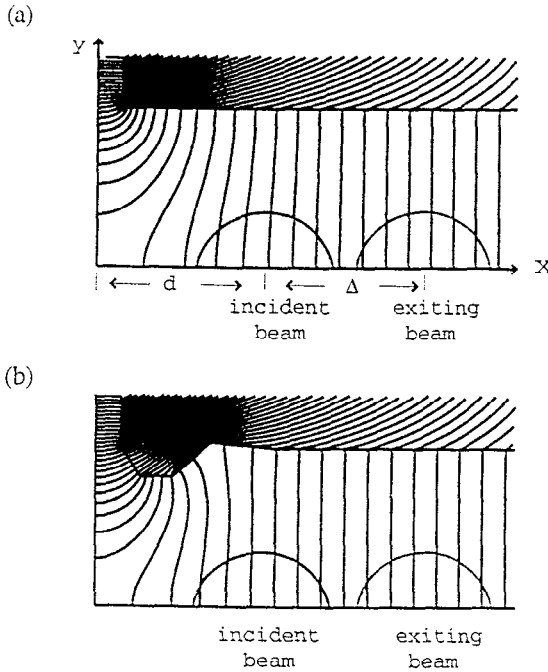 (a)
y
x
d
Δ
incident exiting
beam beam
(b)
incident exiting
beam beam